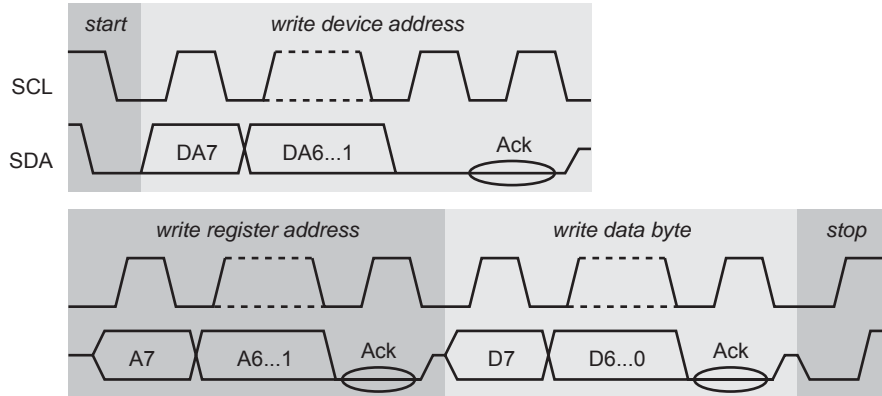 start write device address
SCL
SDA DA7 DA6...1 Ack
write register address write data byte stop
A7 A6...1 Ack D7 D6...0 Ack